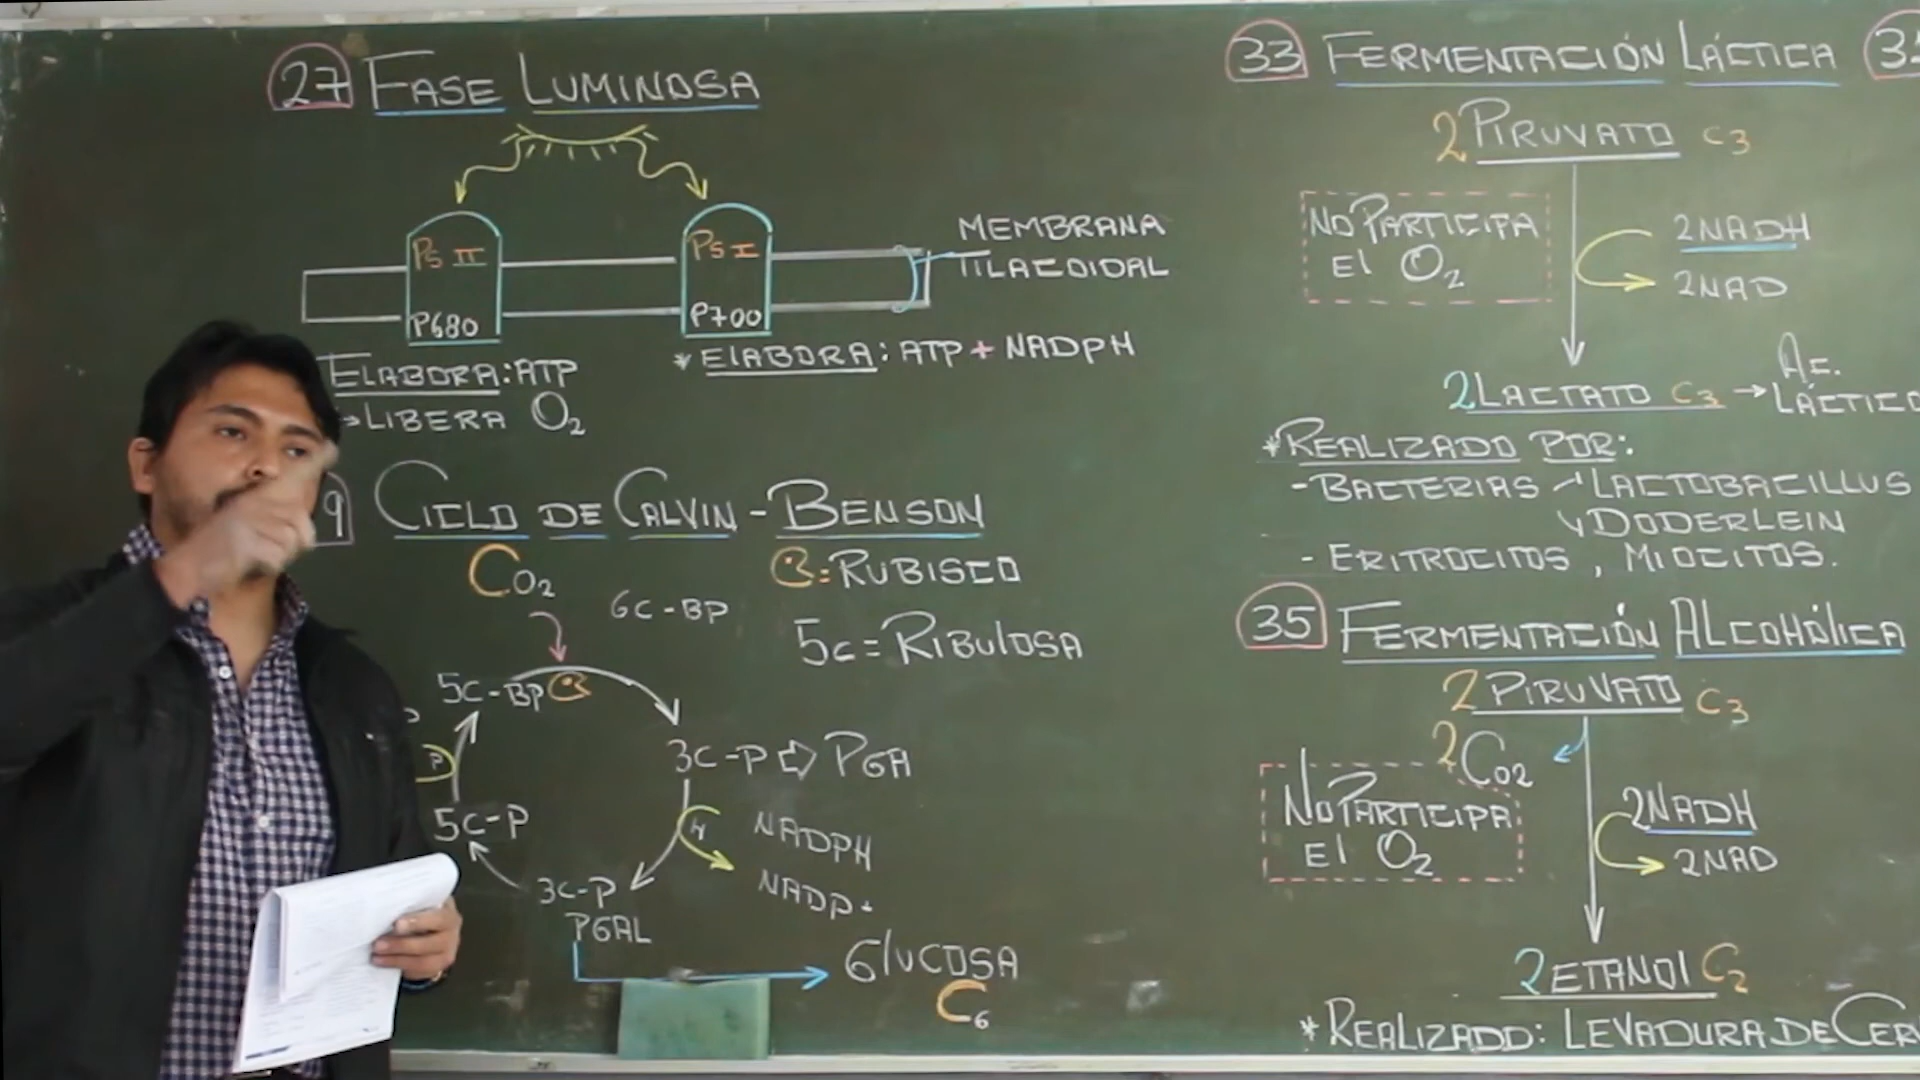 27 FASE LUMINOSA
PS II
P680
PS I
P700
MEMBRANA
TILACOIDAL
ELABORA: ATP
→LIBERA O2
* ELABORA: ATP + NADPH
9 CICLO DE CALVIN - BENSON
CO2
= RUBISCO
6C-BP
5C = RIBULOSA
5C-BP
3C-P ⇨ PGA
P
5C-P
NADPH
NADP+
3C-P
PGAL
GLUCOSA
C6
33 FERMENTACIÓN LÁCTICA
2 PIRUVATO C3
NO PARTICIPA
El O2
2NADH
2NAD
2 LACTATO C3 → Ac.
LÁCTICO
*REALIZADO POR:
- BACTERIAS LACTOBACILLUS
DODERLEIN
- ERITROCITOS, MIOCITOS.
35 FERMENTACIÓN ALCOHÓLICA
2 PIRUVATO C3
2CO2
NO PARTICIPA
El O2
2NADH
2NAD
2 ETANOl C2
*REALIZADO: LEVADURA DE CERV